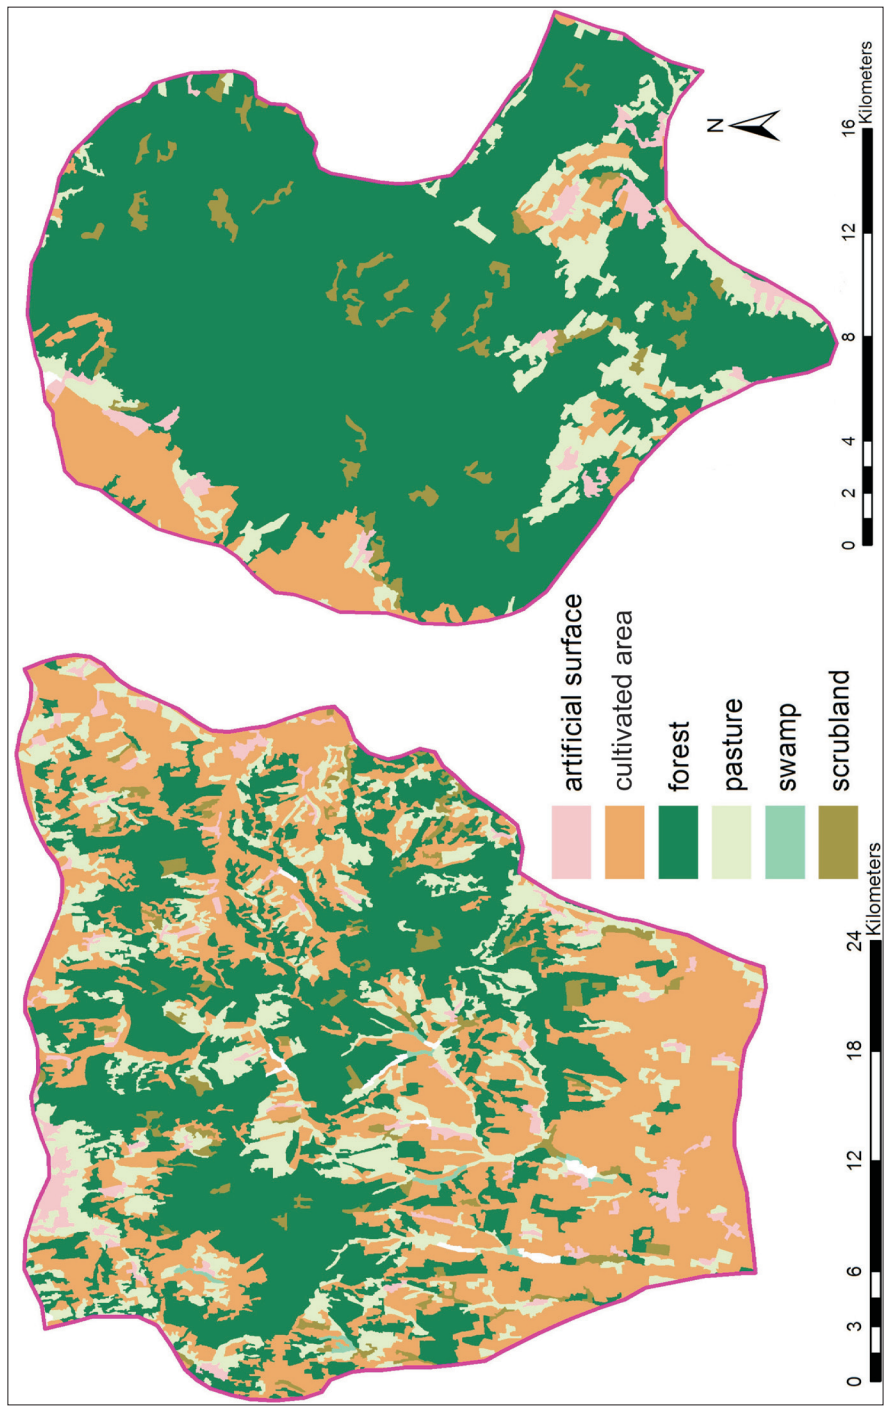 N
0 2 4 8 12 16
Kilometers
artificial surface
cultivated area
forest
pasture
swamp
scrubland
0 3 6 12 18 24
Kilometers